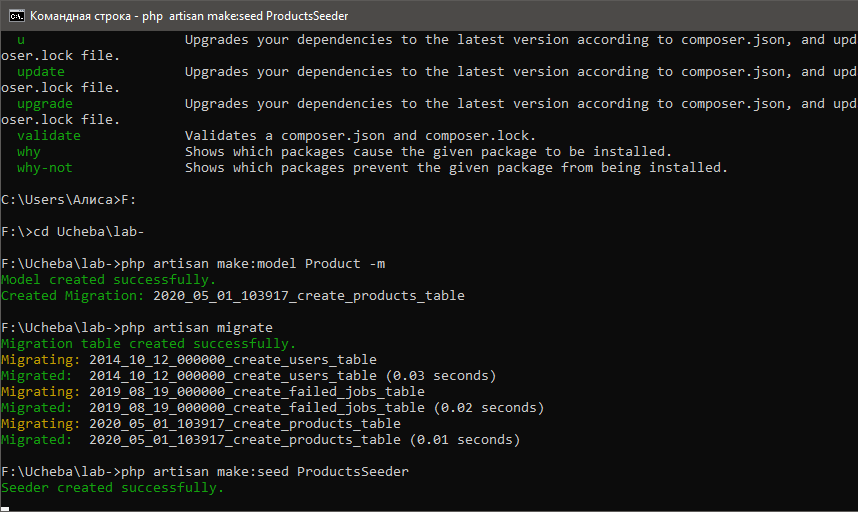 Командная строка - php  artisan make:seed ProductsSeeder
u                    Upgrades your dependencies to the latest version according to composer.json, and upd
oser.lock file.
update               Upgrades your dependencies to the latest version according to composer.json, and upd
oser.lock file.
upgrade              Upgrades your dependencies to the latest version according to composer.json, and upd
oser.lock file.
validate             Validates a composer.json and composer.lock.
why                  Shows which packages cause the given package to be installed.
why-not              Shows which packages prevent the given package from being installed.
C:\Users\Алиса>F:
F:\>cd Ucheba\lab-
F:\Ucheba\lab->php artisan make:model Product -m
Model created successfully.
Created Migration: 2020_05_01_103917_create_products_table
F:\Ucheba\lab->php artisan migrate
Migration table created successfully.
Migrating: 2014_10_12_000000_create_users_table
Migrated:  2014_10_12_000000_create_users_table (0.03 seconds)
Migrating: 2019_08_19_000000_create_failed_jobs_table
Migrated:  2019_08_19_000000_create_failed_jobs_table (0.02 seconds)
Migrating: 2020_05_01_103917_create_products_table
Migrated:  2020_05_01_103917_create_products_table (0.01 seconds)
F:\Ucheba\lab->php artisan make:seed ProductsSeeder
Seeder created successfully.